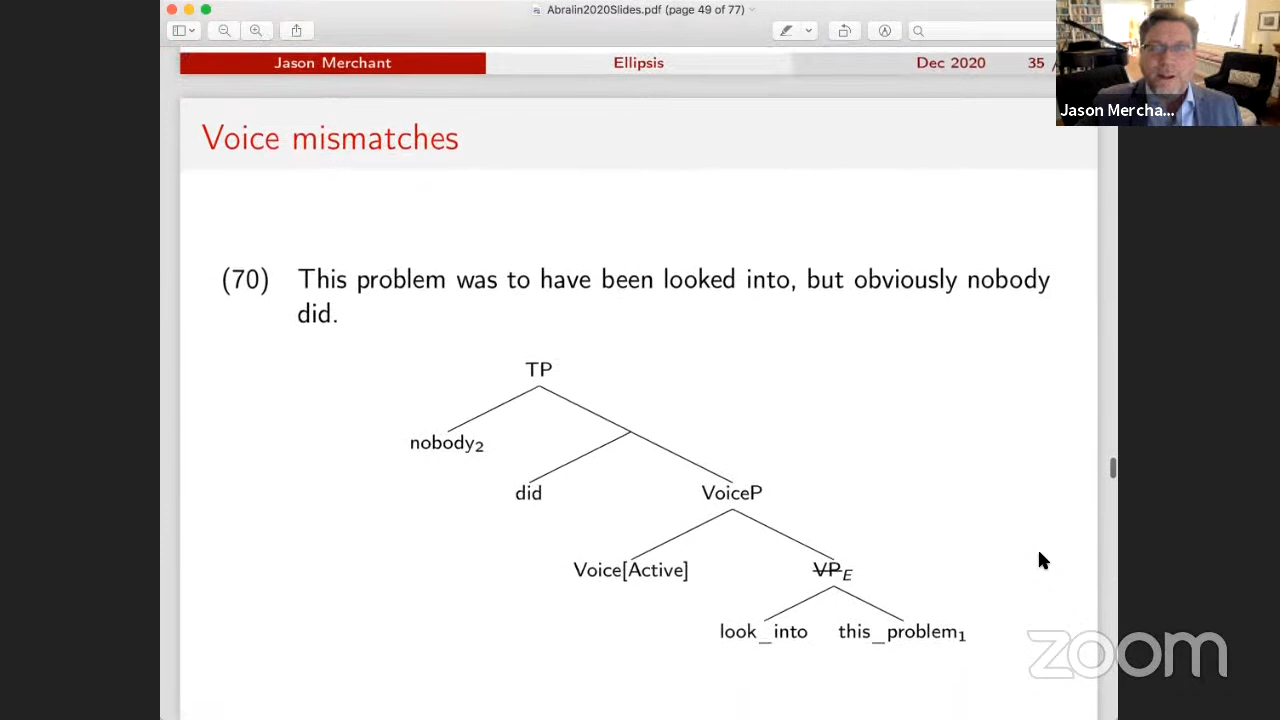 Abralin2020Slides.pdf (page 49 of 77)
Jason Merchant Ellipsis Dec 2020 35 /
Jason Mercha...
Voice mismatches
(70) This problem was to have been looked into, but obviously nobody
did.
TP
nobody2
did VoiceP
Voice[Active] VPE
look_into this_problem1
zoom